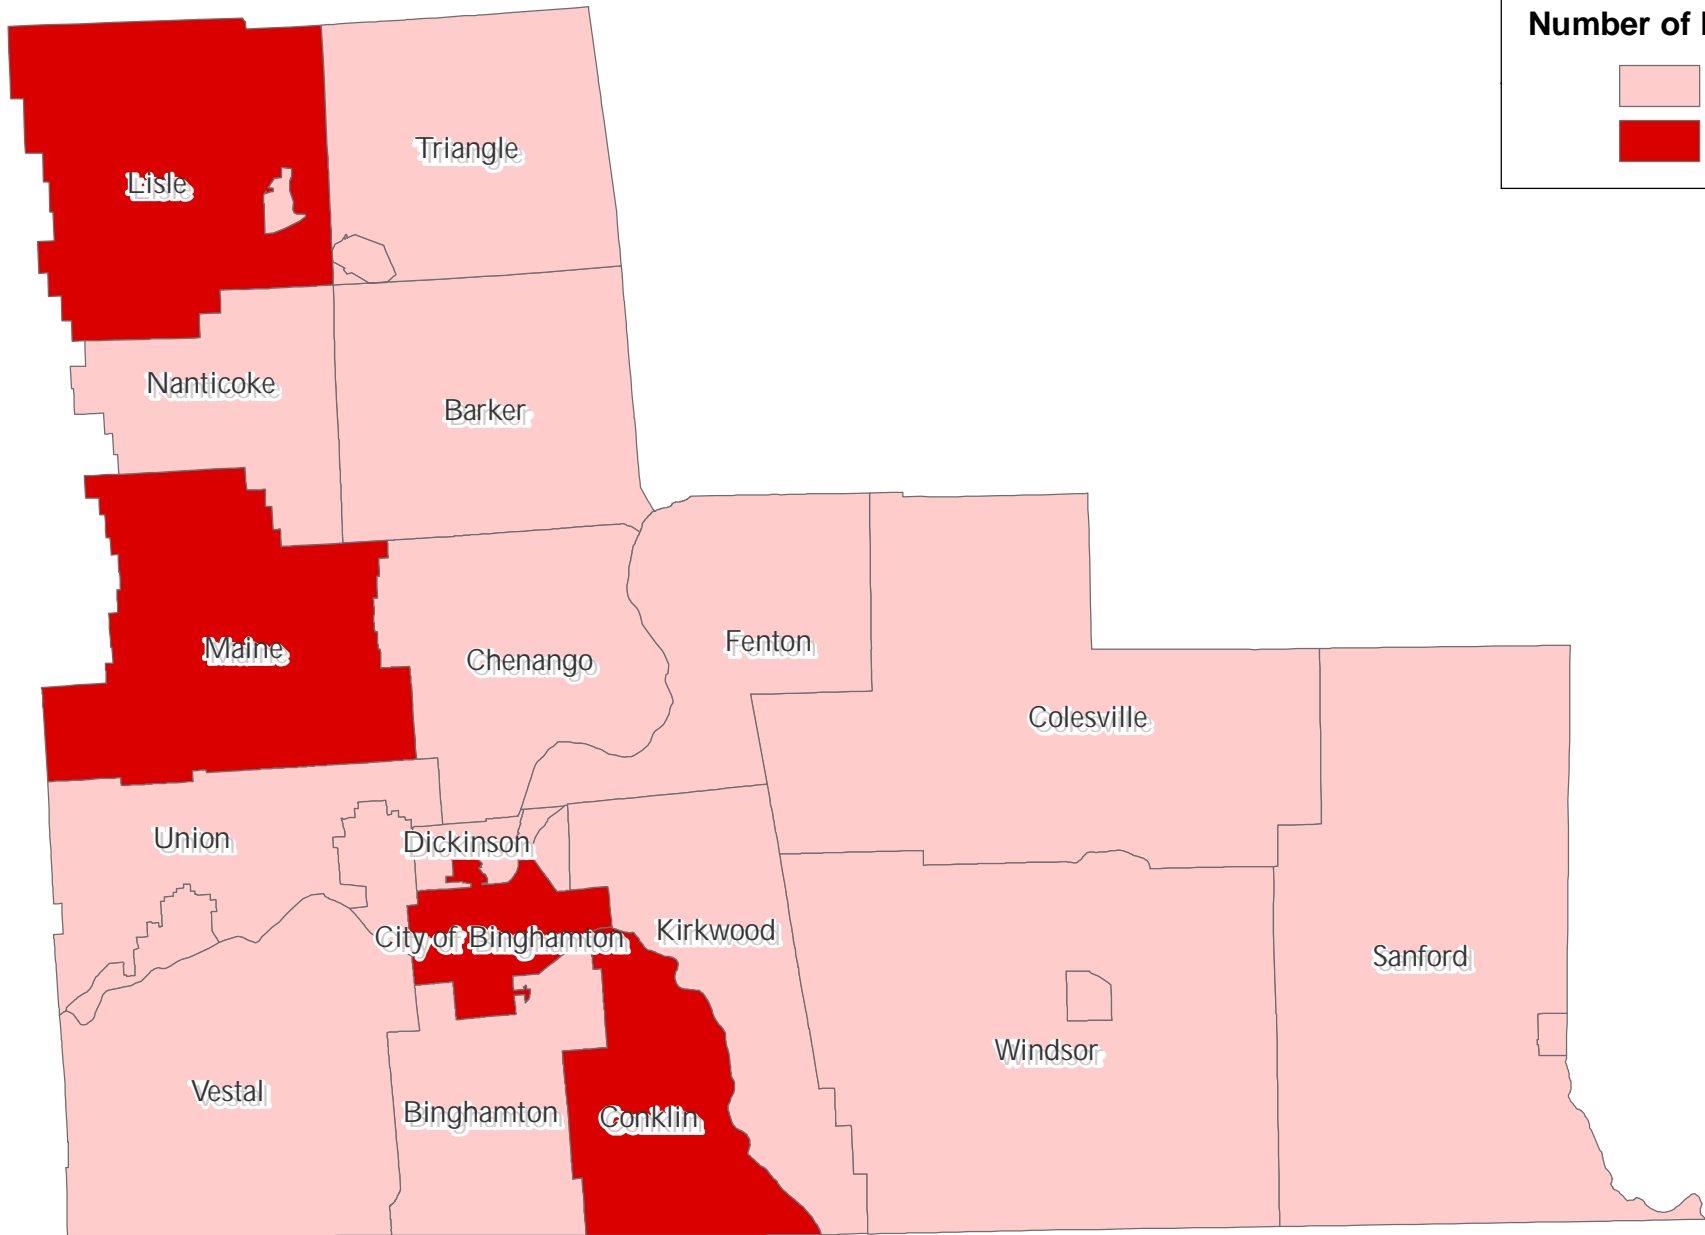 Number of
Triangle
Lisle
Nanticoke
Barker
Maine
Chenango
Fenton
Colesville
Union
Dickinson
City of Binghamton
Kirkwood
Sanford
Windsor
Vestal
Binghamton
Conklin